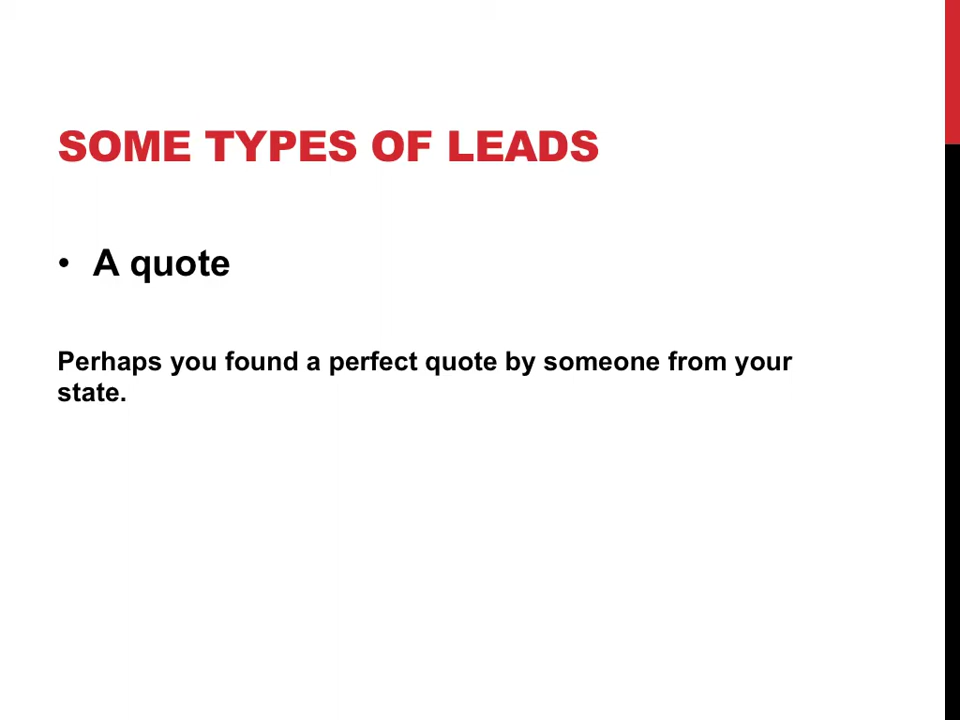 SOME TYPES OF LEADS
• A quote
Perhaps you found a perfect quote by someone from your
state.